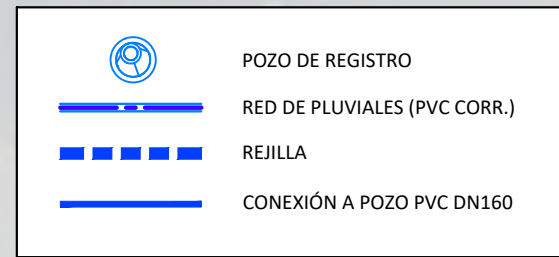 POZO DE REGISTRO
RED DE PLUVIALES (PVC CORR.)
REJILLA
CONEXIÓN A POZO PVC DN160